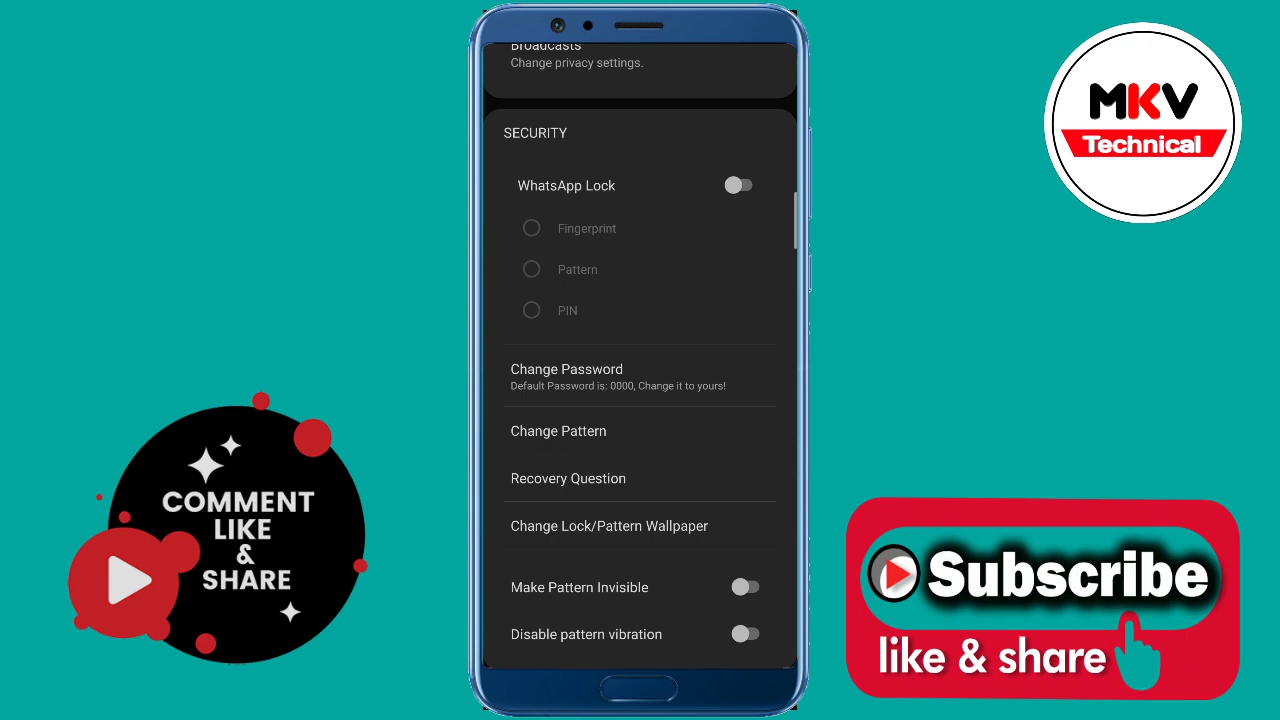 Broadcasts
Change privacy settings.
SECURITY
WhatsApp Lock
Fingerprint
Pattern
PIN
Change Password
Default Password is: 0000, Change it to yours!
Change Pattern
Recovery Question
Change Lock/Pattern Wallpaper
Make Pattern Invisible
Disable pattern vibration
MKV
Technical
COMMENT
LIKE
&
SHARE
Subscribe
like & share